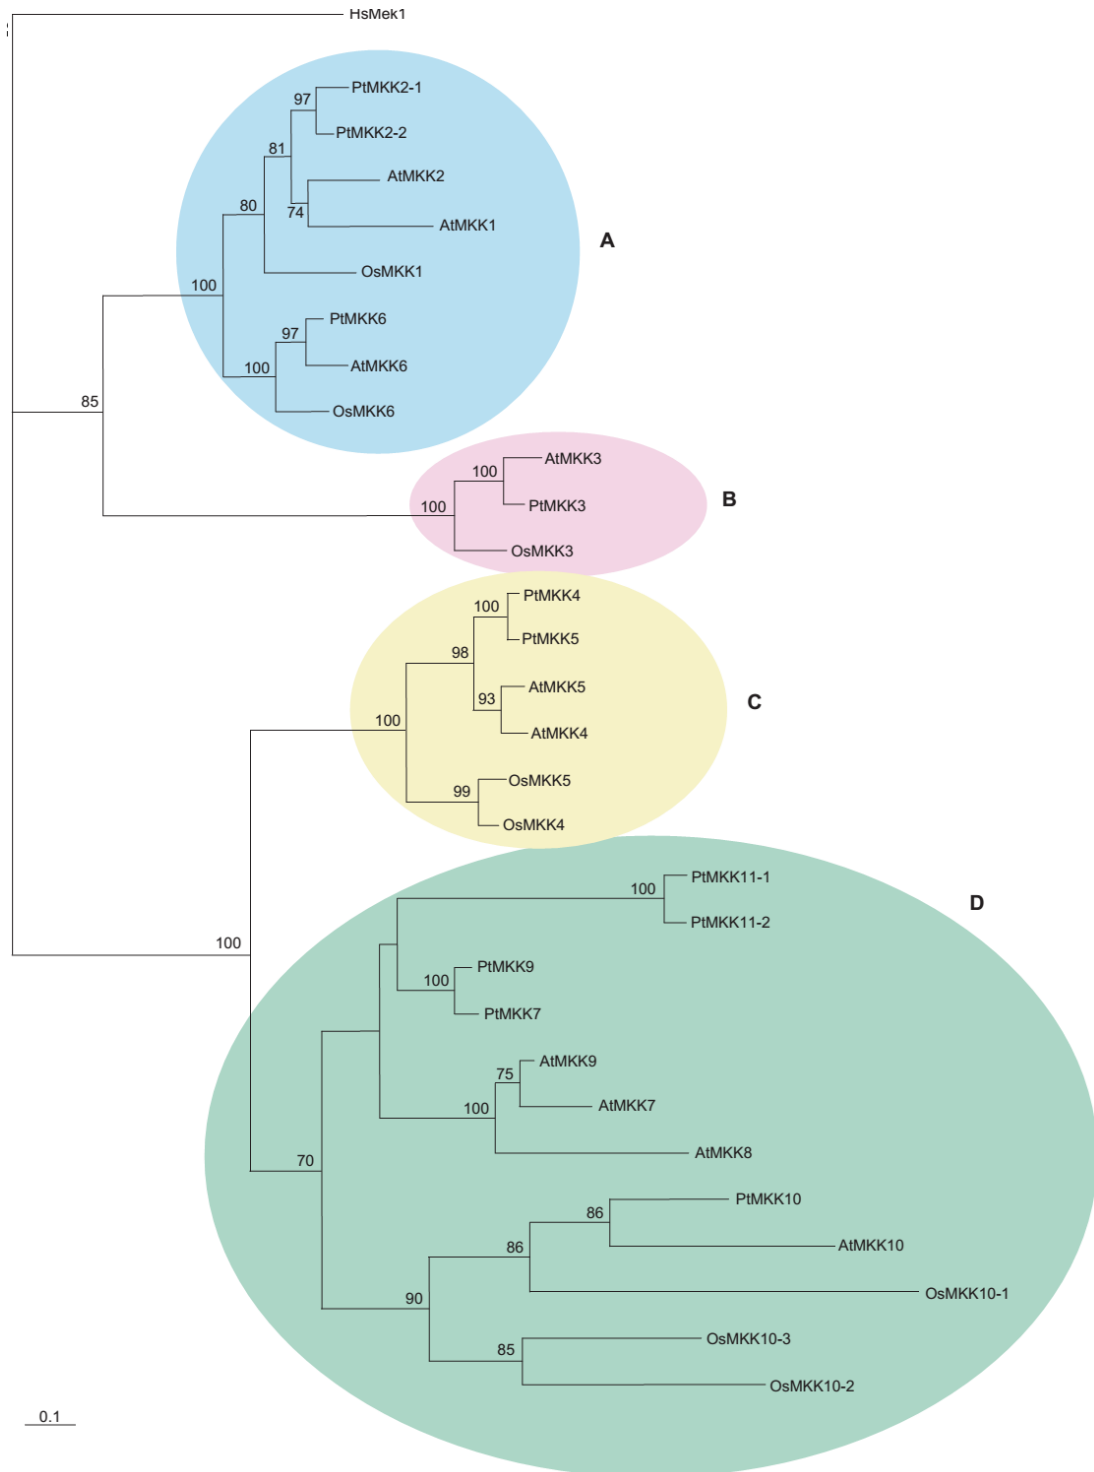 HsMek1
PtMKK2-1
97
PtMKK2-2
81
AtMKK2
80
74
AtMKK1
A
OsMKK1
100
PtMKK6
97
AtMKK6
100
85
OsMKK6
AtMKK3
100
B
PtMKK3
100
OsMKK3
PtMKK4
100
PtMKK5
98
AtMKK5
93
C
100
AtMKK4
OsMKK5
99
OsMKK4
PtMKK11-1
100
D
PtMKK11-2
100
PtMKK9
100
PtMKK7
AtMKK9
75
AtMKK7
100
AtMKK8
70
PtMKK10
86
AtMKK10
86
OsMKK10-1
90
OsMKK10-3
85
OsMKK10-2
0.1